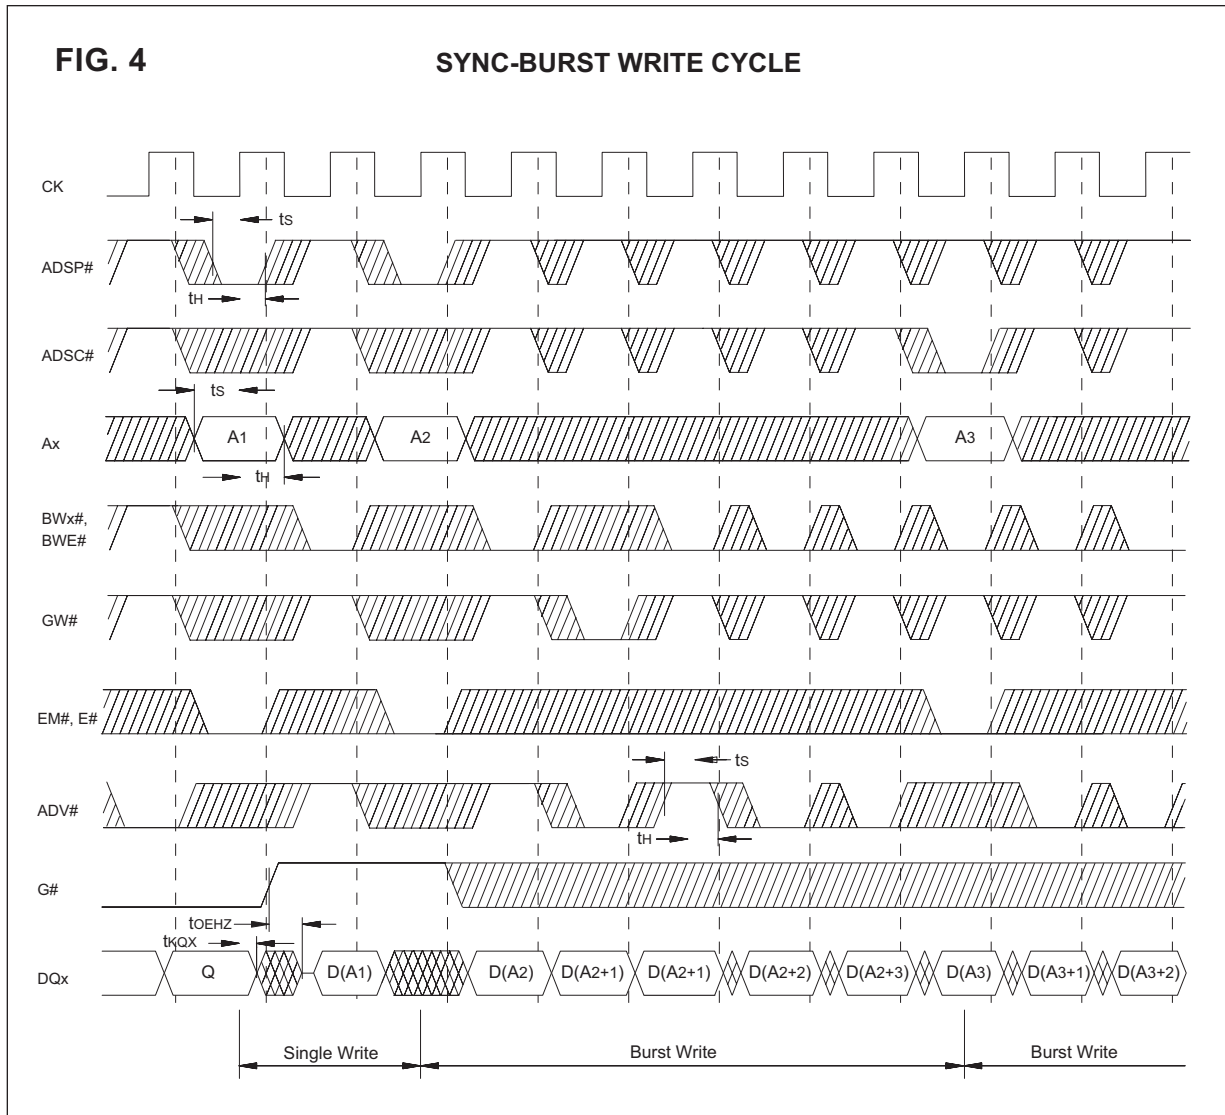 FIG. 4
SYNC-BURST WRITE CYCLE
CK
tS
ADSP#
tH
ADSC#
tS
Ax
A1
A2
A3
tH
BWx#,
BWE#
GW#
EM#, E#
tS
ADV#
tH
G#
tOEHZ
tKQX
DQx
Q
D(A1)
D(A2)
D(A2+1)
D(A2+1)
D(A2+2)
D(A2+3)
D(A3)
D(A3+1)
D(A3+2)
Single Write
Burst Write
Burst Write